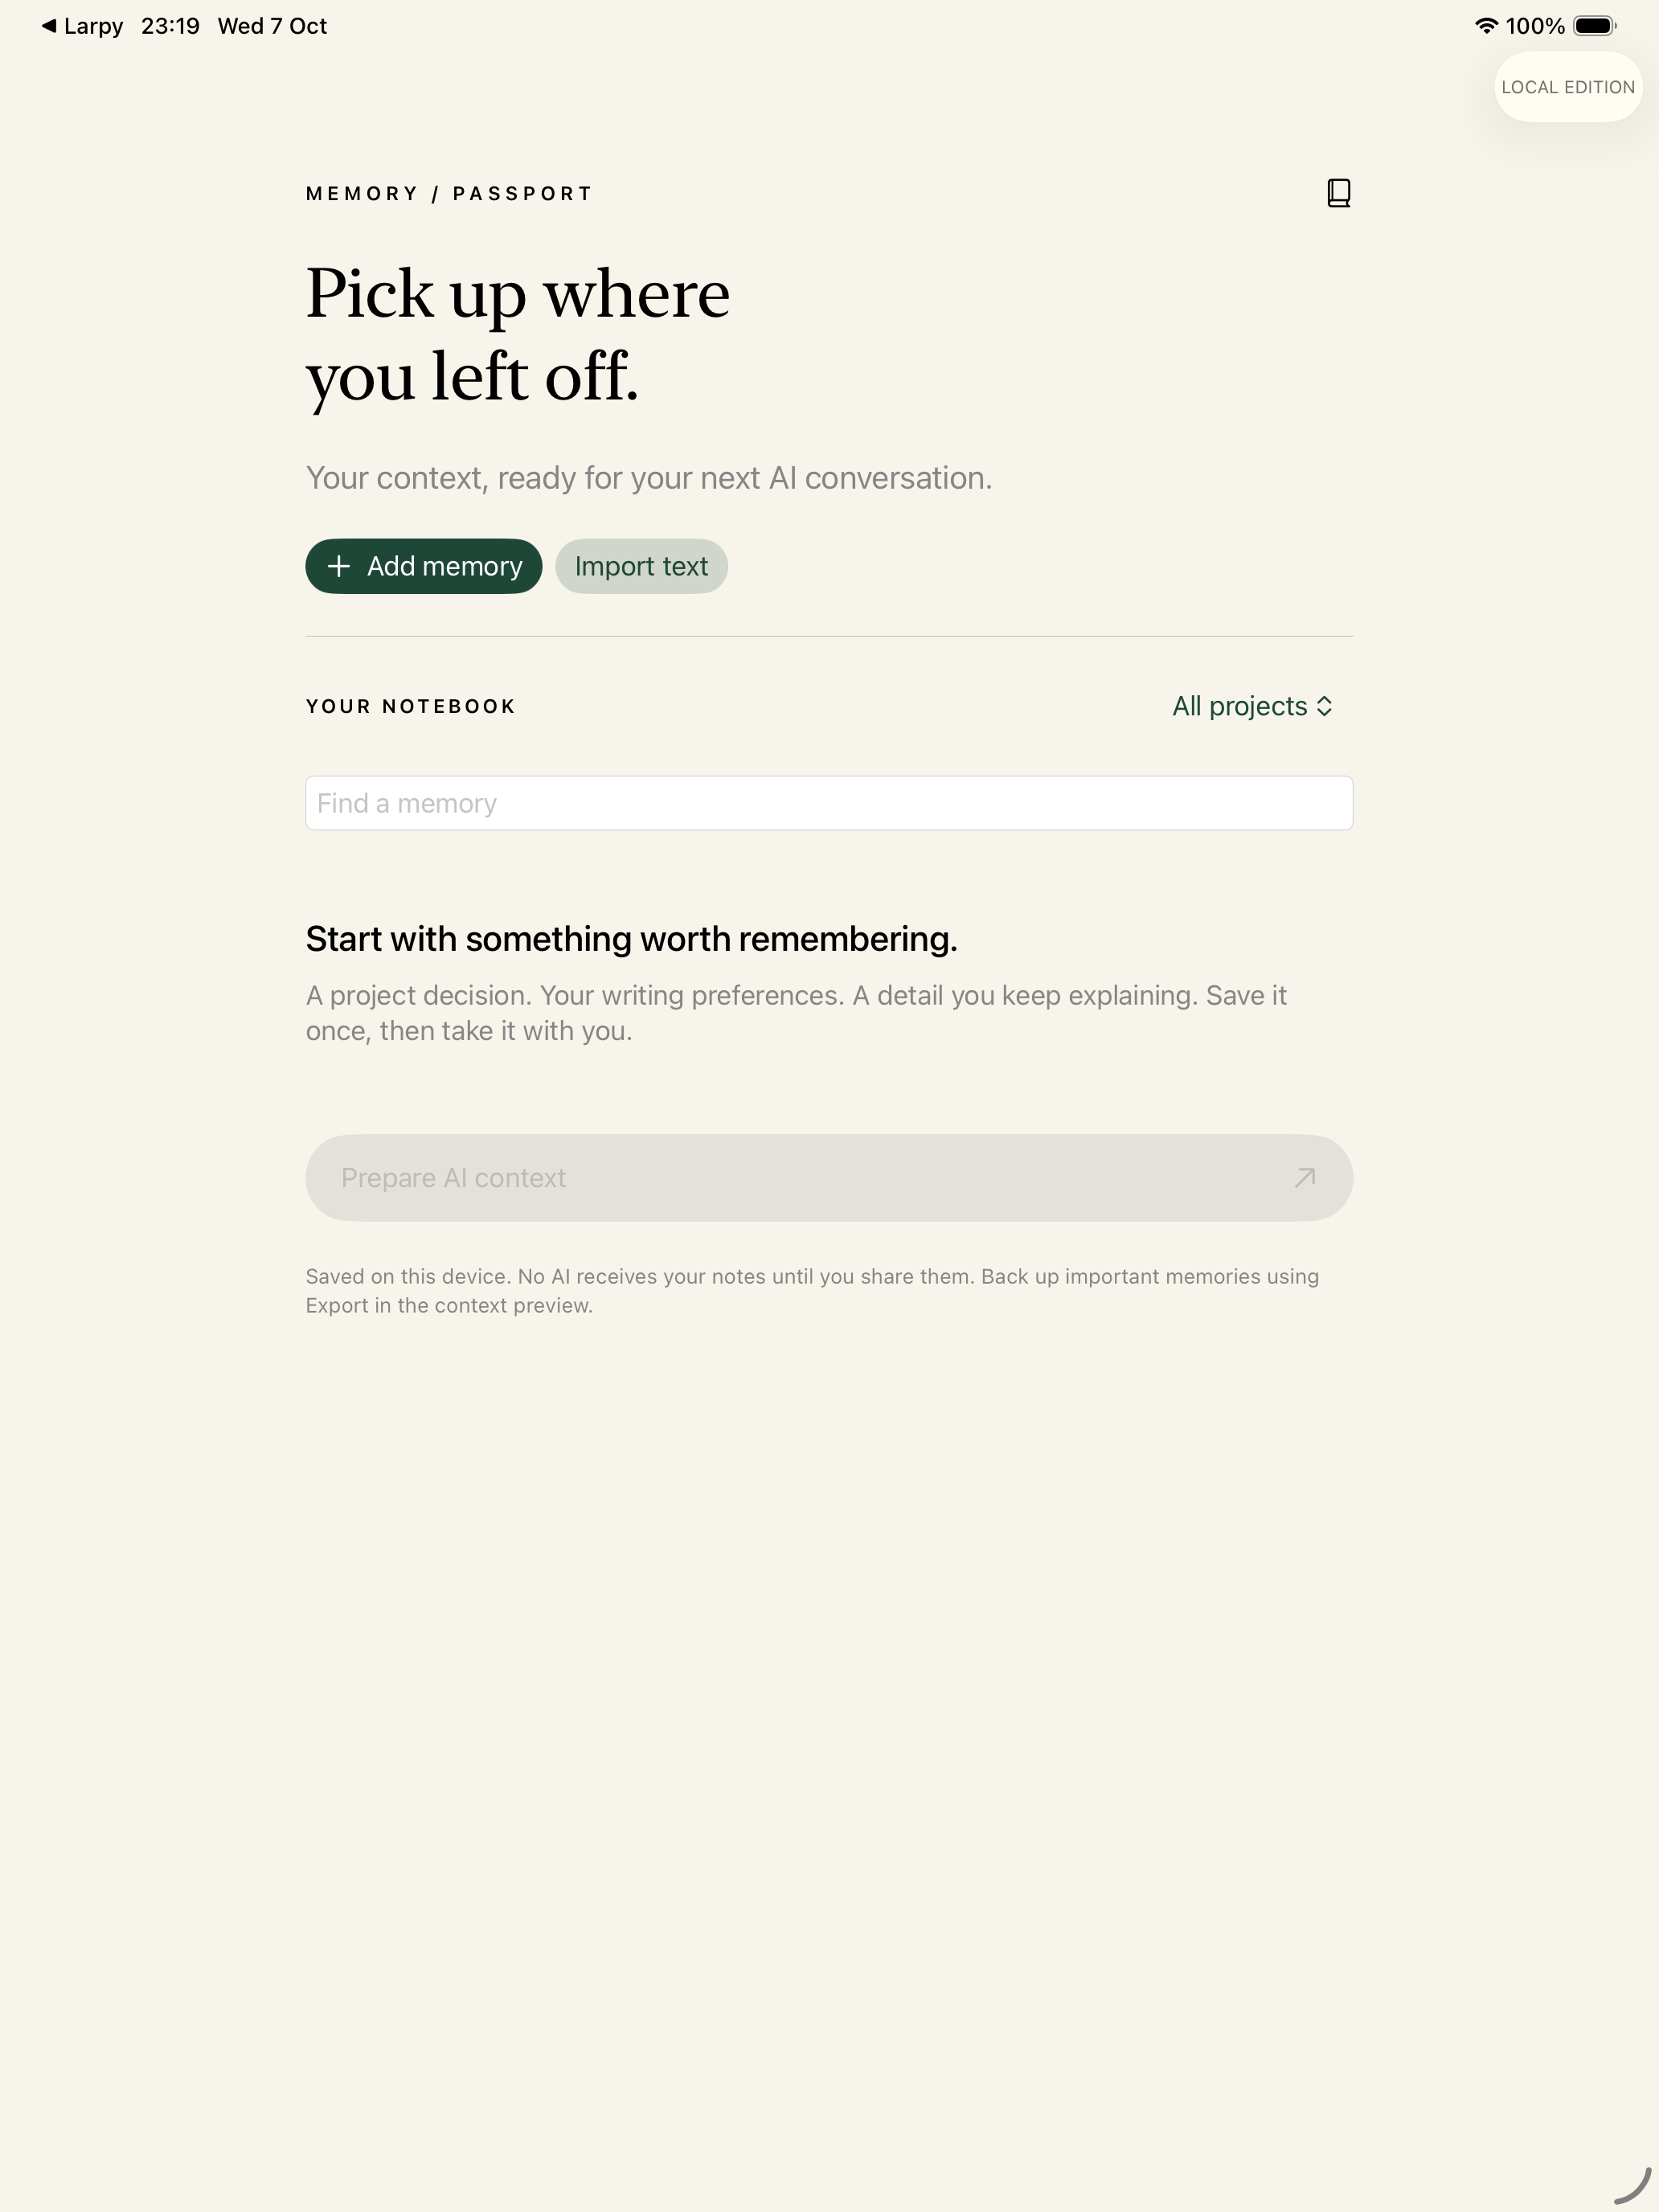 Larpy 23:19 Wed 7 Oct 100%
LOCAL EDITION
MEMORY / PASSPORT
Pick up where
you left off.
Your context, ready for your next AI conversation.
Add memory Import text
YOUR NOTEBOOK All projects
Find a memory
Start with something worth remembering.
A project decision. Your writing preferences. A detail you keep explaining. Save it
once, then take it with you.
Prepare AI context
Saved on this device. No AI receives your notes until you share them. Back up important memories using
Export in the context preview.